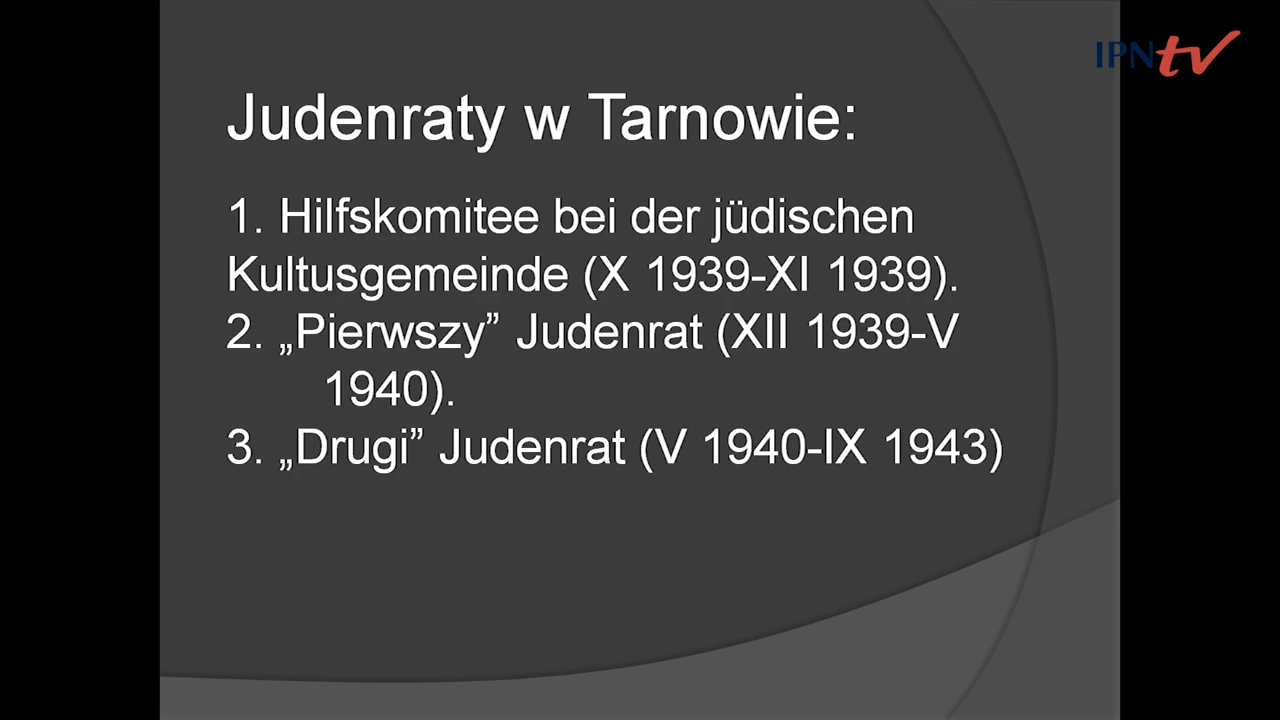 IPNtv
Judenraty w Tarnowie:
1. Hilfskomitee bei der jüdischen
Kultusgemeinde (X 1939-XI 1939).
2. „Pierwszy” Judenrat (XII 1939-V
1940).
3. „Drugi” Judenrat (V 1940-IX 1943)